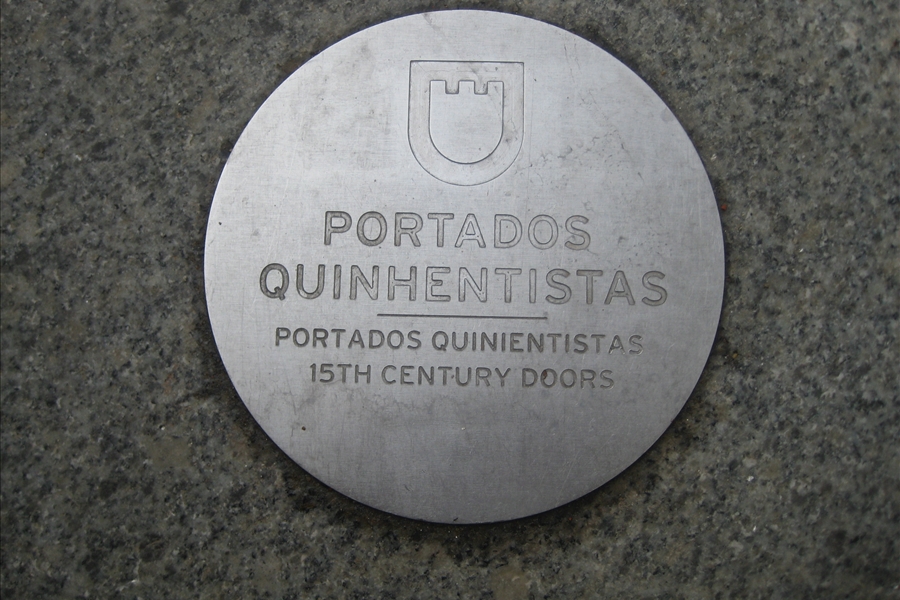 PORTADOS
QUINHENTISTAS
PORTADOS QUINIENTISTAS
15TH CENTURY DOORS